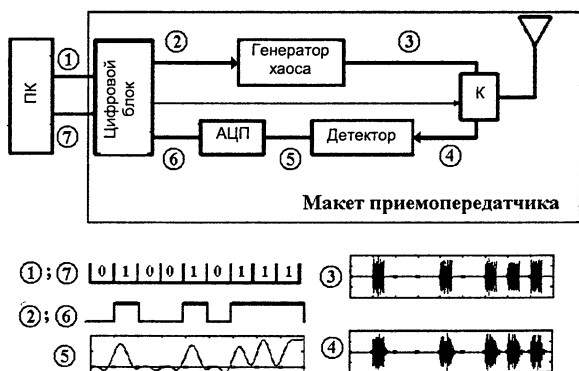 ПК
①
⑦
Цифровой блок
②
Генератор
хаоса
③
К
⑥
АЦП
⑤
Детектор
④
Макет приемопередатчика
①;⑦ 0 1 0 0 1 0 1 1 1
②;⑥
⑤
③
④